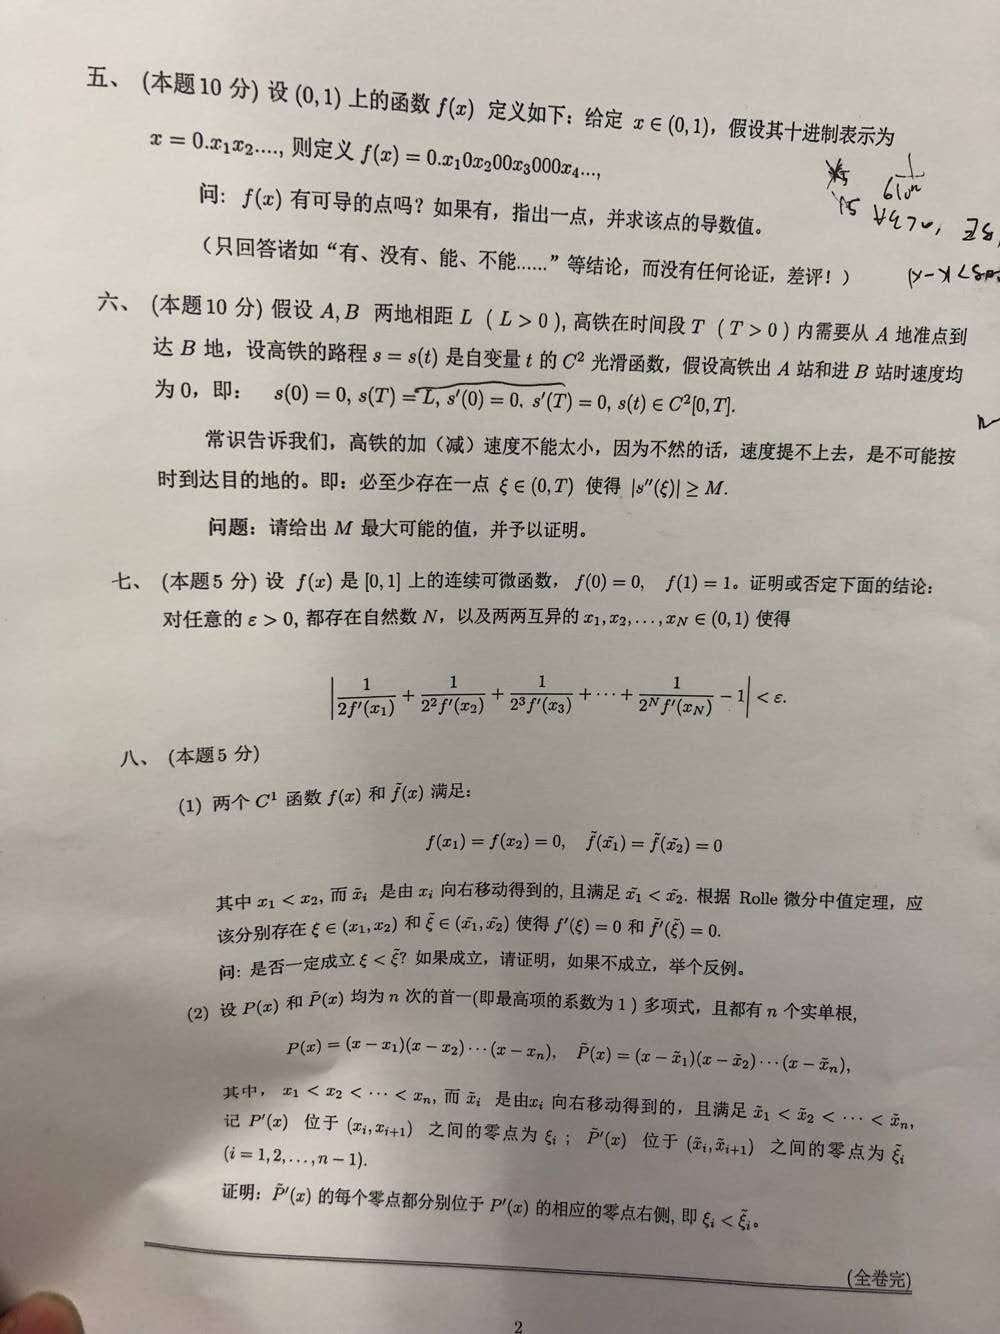 五、 (本题10 分) 设 (0, 1) 上的函数 f(x) 定义如下：给定 x ∈ (0, 1)，假设其十进制表示为
x = 0.x₁x₂...., 则定义 f(x) = 0.x₁0x₂00x₃000x₄...,
问: f(x) 有可导的点吗？如果有，指出一点，并求该点的导数值。
（只回答诸如“有、没有、能、不能......”等结论，而没有任何论证，差评！）
六、 (本题10 分) 假设 A, B 两地相距 L ( L > 0 ), 高铁在时间段 T ( T > 0 ) 内需要从 A 地准点到
达 B 地，设高铁的路程 s = s(t) 是自变量 t 的 C² 光滑函数，假设高铁出 A 站和进 B 站时速度均
为 0，即： s(0) = 0, s(T) = L, s′(0) = 0, s′(T) = 0, s(t) ∈ C²[0, T].
常识告诉我们，高铁的加（减）速度不能太小，因为不然的话，速度提不上去，是不可能按
时到达目的地的。即：必至少存在一点 ξ ∈ (0, T) 使得 |s″(ξ)| ≥ M.
问题：请给出 M 最大可能的值，并予以证明。
七、 (本题5 分) 设 f(x) 是 [0, 1] 上的连续可微函数， f(0) = 0, f(1) = 1。证明或否定下面的结论：
对任意的 ε > 0, 都存在自然数 N，以及两两互异的 x₁, x₂, . . . , x_N ∈ (0, 1) 使得
|1/(2f′(x₁)) + 1/(2²f′(x₂)) + 1/(2³f′(x₃)) + · · · + 1/(2^N f′(x_N)) − 1| < ε.
八、 (本题5 分)
(1) 两个 C¹ 函数 f(x) 和 f̃(x) 满足：
f(x₁) = f(x₂) = 0, f̃(x̃₁) = f̃(x̃₂) = 0
其中 x₁ < x₂, 而 x̃ᵢ 是由 xᵢ 向右移动得到的, 且满足 x̃₁ < x̃₂. 根据 Rolle 微分中值定理，应
该分别存在 ξ ∈ (x₁, x₂) 和 ξ̃ ∈ (x̃₁, x̃₂) 使得 f′(ξ) = 0 和 f̃′(ξ̃) = 0.
问: 是否一定成立 ξ < ξ̃？如果成立，请证明，如果不成立，举个反例。
(2) 设 P(x) 和 P̃(x) 均为 n 次的首一(即最高项的系数为 1 ) 多项式，且都有 n 个实单根,
P(x) = (x − x₁)(x − x₂) · · · (x − xₙ), P̃(x) = (x − x̃₁)(x − x̃₂) · · · (x − x̃ₙ),
其中， x₁ < x₂ < · · · < xₙ, 而 x̃ᵢ 是由xᵢ 向右移动得到的，且满足 x̃₁ < x̃₂ < · · · < x̃ₙ,
记 P′(x) 位于 (xᵢ, xᵢ₊₁) 之间的零点为 ξᵢ ; P̃′(x) 位于 (x̃ᵢ, x̃ᵢ₊₁) 之间的零点为 ξ̃ᵢ
(i = 1, 2, . . . , n − 1).
证明: P̃′(x) 的每个零点都分别位于 P′(x) 的相应的零点右侧, 即 ξᵢ < ξ̃ᵢ。
(全卷完)
2